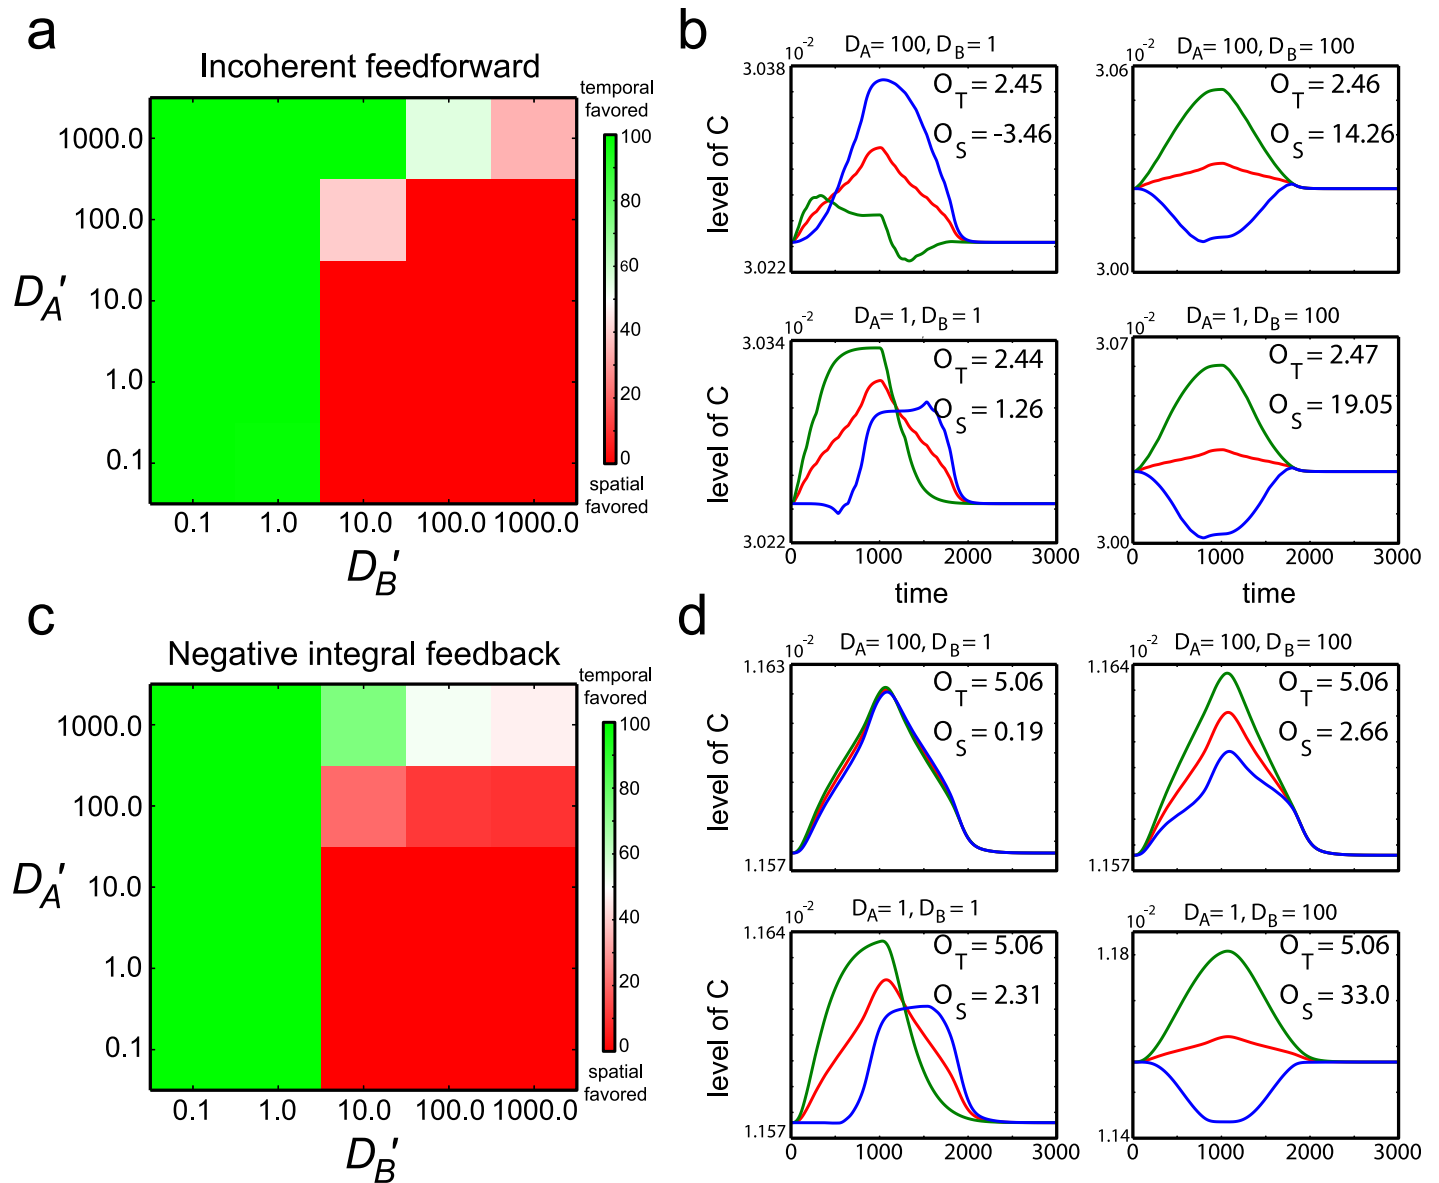 a
Incoherent feedforward
temporal
favored
1000.0
100.0
10.0
1.0
0.1
D_A'
0.1 1.0 10.0 100.0 1000.0
D_B'
100
80
60
40
20
0
spatial
favored
b
D_A= 100, D_B= 1
10^-2
3.038
3.022
level of C
O_T = 2.45
O_S = -3.46
D_A= 100, D_B= 100
10^-2
3.06
3.00
O_T = 2.46
O_S = 14.26
D_A= 1, D_B= 1
10^-2
3.034
3.022
level of C
O_T = 2.44
O_S = 1.26
0 1000 2000 3000
time
D_A= 1, D_B= 100
10^-2
3.07
3.00
O_T = 2.47
O_S = 19.05
0 1000 2000 3000
time
c
Negative integral feedback
temporal
favored
1000.0
100.0
10.0
1.0
0.1
D_A'
0.1 1.0 10.0 100.0 1000.0
D_B'
100
80
60
40
20
0
spatial
favored
d
D_A= 100, D_B= 1
10^-2
1.163
1.157
level of C
O_T = 5.06
O_S = 0.19
D_A= 100, D_B= 100
10^-2
1.164
1.157
O_T = 5.06
O_S = 2.66
D_A= 1, D_B= 1
10^-2
1.164
1.157
level of C
O_T = 5.06
O_S = 2.31
0 1000 2000 3000
D_A= 1, D_B= 100
10^-2
1.18
1.14
O_T = 5.06
O_S = 33.0
0 1000 2000 3000